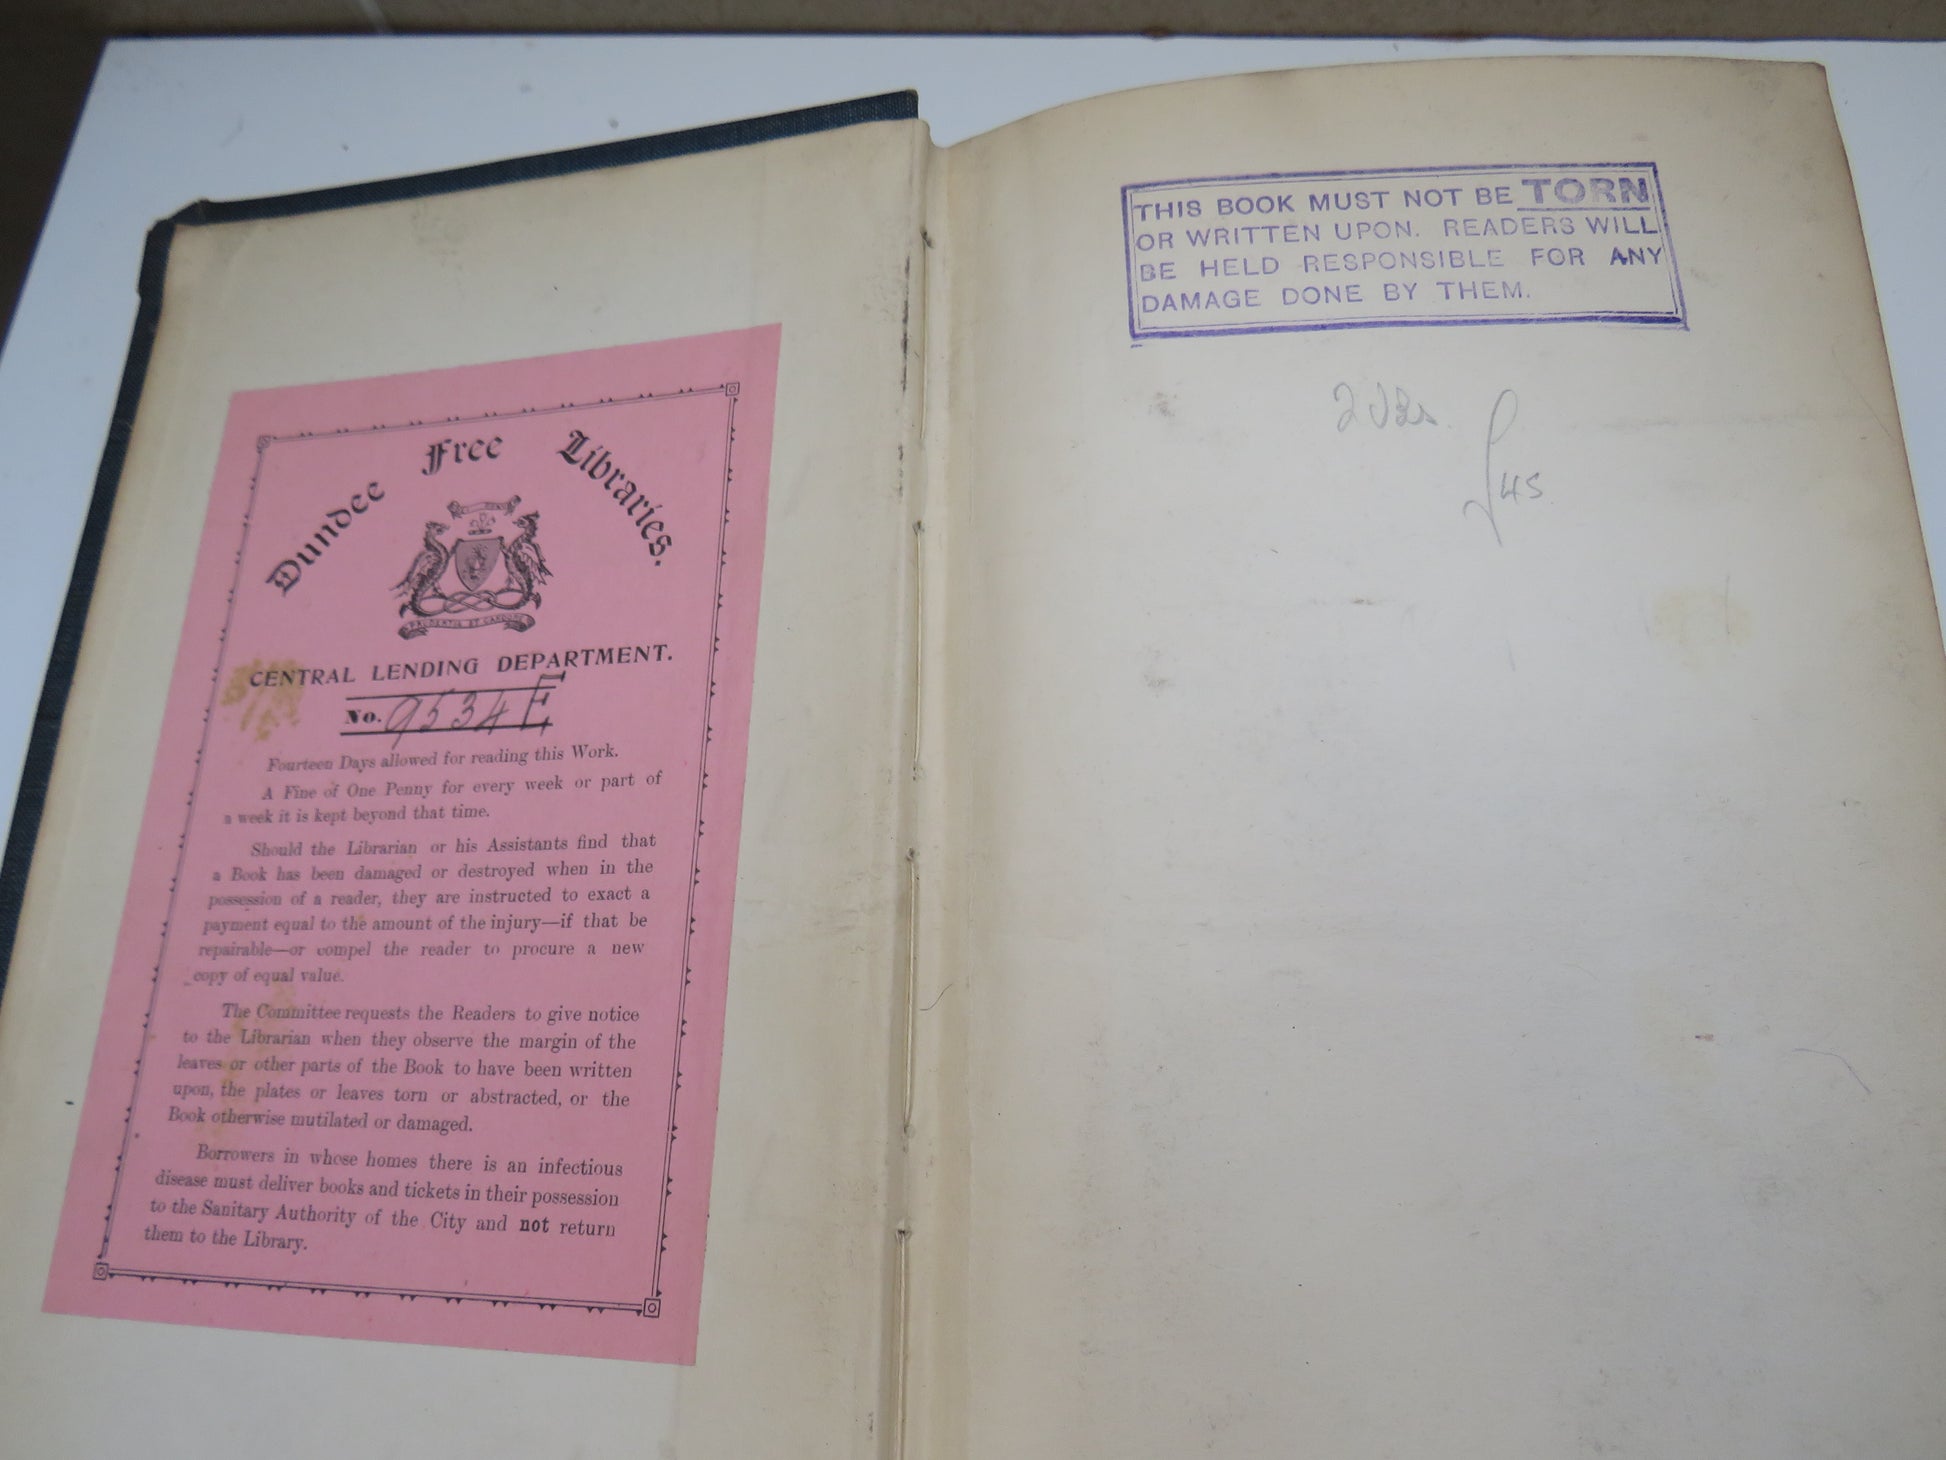 Dundee Free Libraries.
PRUDENTIA ET CANDORE
CENTRAL LENDING DEPARTMENT.
No. 9534 E
Fourteen Days allowed for reading this Work.
A Fine of One Penny for every week or part of
a week it is kept beyond that time.
Should the Librarian or his Assistants find that
a Book has been damaged or destroyed when in the
possession of a reader, they are instructed to exact a
payment equal to the amount of the injury—if that be
repairable—or compel the reader to procure a new
copy of equal value.
The Committee requests the Readers to give notice
to the Librarian when they observe the margin of the
leaves or other parts of the Book to have been written
upon, the plates or leaves torn or abstracted, or the
Book otherwise mutilated or damaged.
Borrowers in whose homes there is an infectious
disease must deliver books and tickets in their possession
to the Sanitary Authority of the City and not return
them to the Library.
THIS BOOK MUST NOT BE TORN
OR WRITTEN UPON. READERS WILL
BE HELD RESPONSIBLE FOR ANY
DAMAGE DONE BY THEM.
45